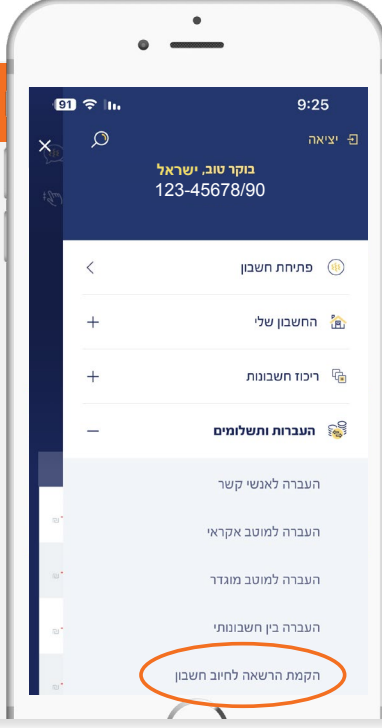 91
9:25
יציאה
בוקר טוב, ישראל
123-45678/90
פתיחת חשבון
החשבון שלי
ריכוז חשבונות
העברות ותשלומים
העברה לאנשי קשר
העברה למוטב אקראי
העברה למוטב מוגדר
העברה בין חשבונותי
הקמת הרשאה לחיוב חשבון